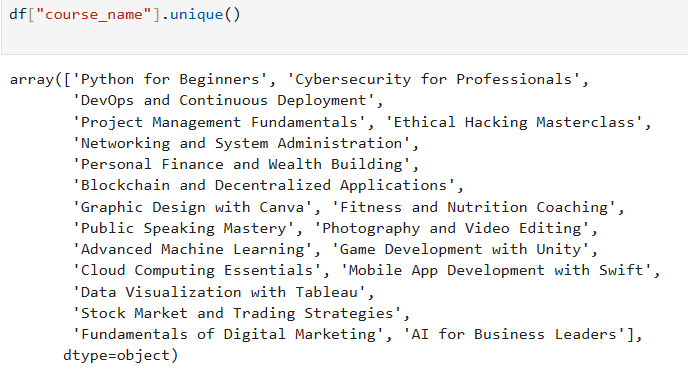 df["course_name"].unique()
array(['Python for Beginners', 'Cybersecurity for Professionals',
'DevOps and Continuous Deployment',
'Project Management Fundamentals', 'Ethical Hacking Masterclass',
'Networking and System Administration',
'Personal Finance and Wealth Building',
'Blockchain and Decentralized Applications',
'Graphic Design with Canva', 'Fitness and Nutrition Coaching',
'Public Speaking Mastery', 'Photography and Video Editing',
'Advanced Machine Learning', 'Game Development with Unity',
'Cloud Computing Essentials', 'Mobile App Development with Swift',
'Data Visualization with Tableau',
'Stock Market and Trading Strategies',
'Fundamentals of Digital Marketing', 'AI for Business Leaders'],
dtype=object)